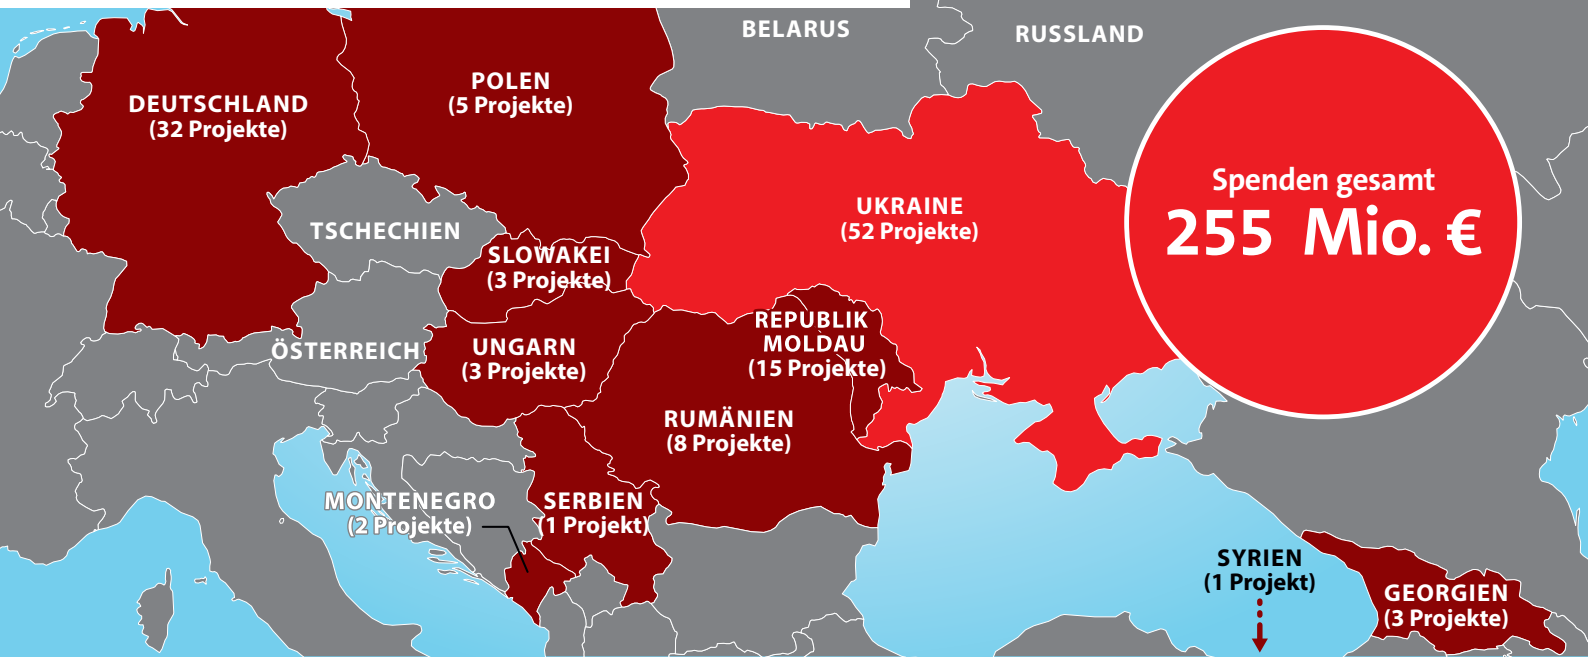 BELARUS
RUSSLAND
POLEN
(5 Projekte)
DEUTSCHLAND
(32 Projekte)
Spenden gesamt
255 Mio. €
UKRAINE
(52 Projekte)
TSCHECHIEN
SLOWAKEI
(3 Projekte)
REPUBLIK
MOLDAU
(15 Projekte)
ÖSTERREICH
UNGARN
(3 Projekte)
RUMÄNIEN
(8 Projekte)
MONTENEGRO
(2 Projekte)
SERBIEN
(1 Projekt)
SYRIEN
(1 Projekt)
GEORGIEN
(3 Projekte)